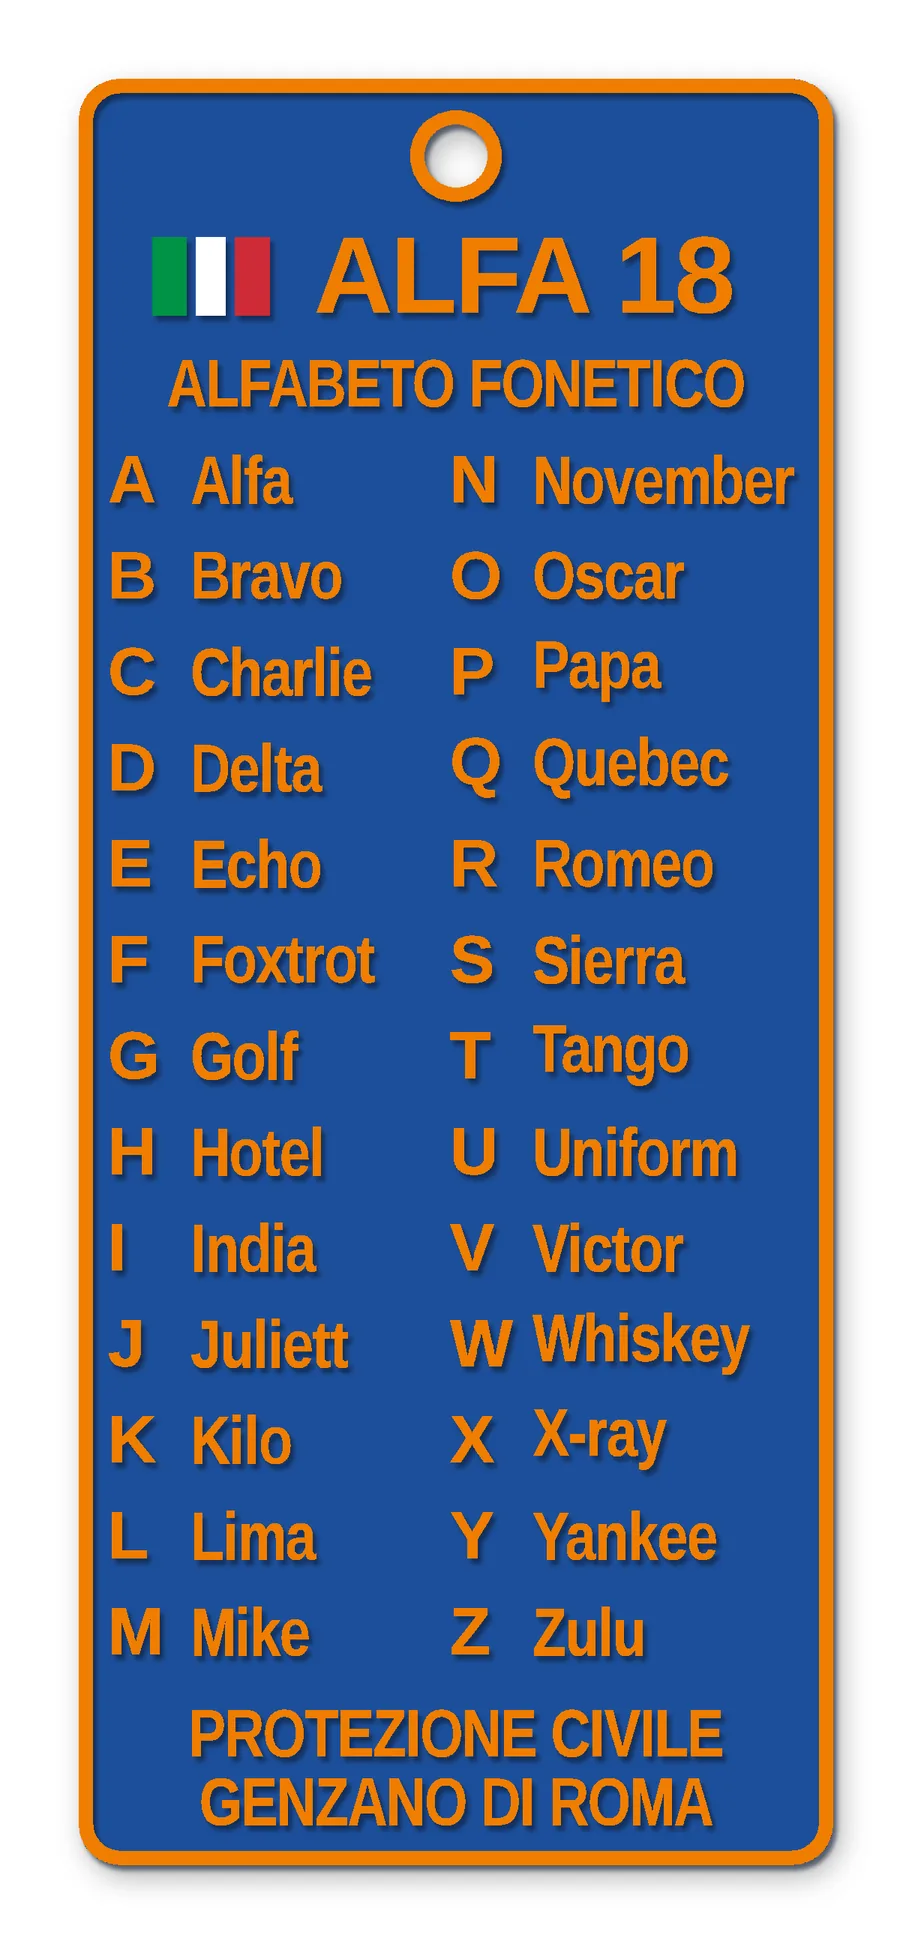 ALFA 18
ALFABETO FONETICO
A Alfa N November
B Bravo O Oscar
C Charlie P Papa
D Delta Q Quebec
E Echo R Romeo
F Foxtrot S Sierra
G Golf T Tango
H Hotel U Uniform
I India V Victor
J Juliett W Whiskey
K Kilo X X-ray
L Lima Y Yankee
M Mike Z Zulu
PROTEZIONE CIVILE
GENZANO DI ROMA